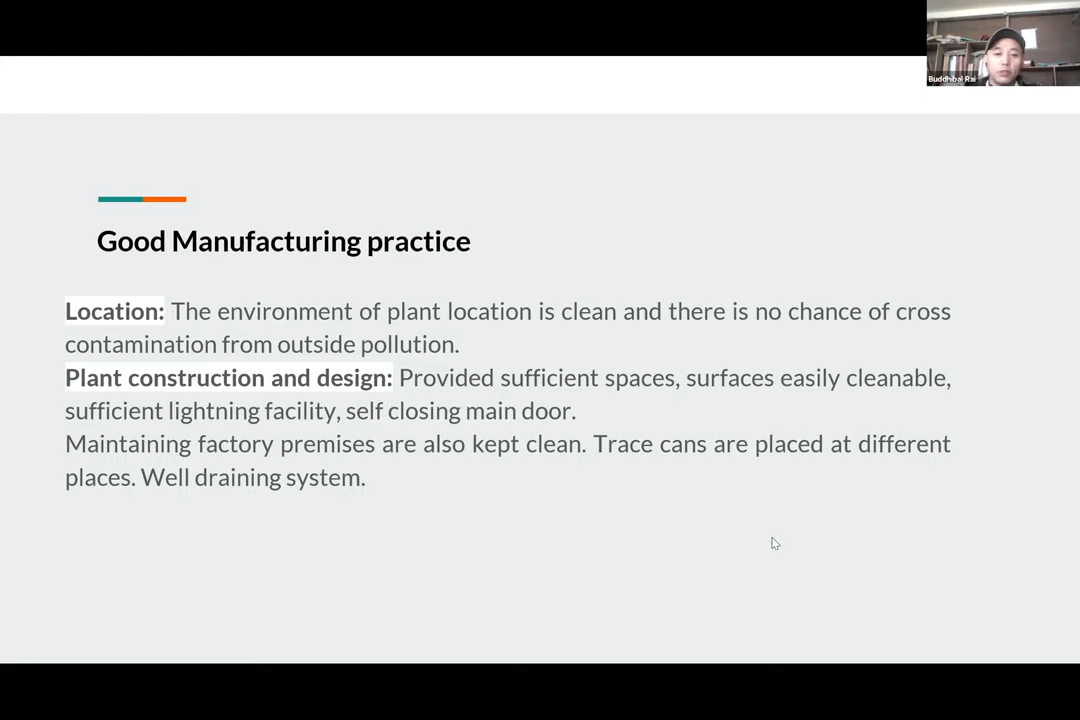 Buddhibal Rai
Good Manufacturing practice
Location: The environment of plant location is clean and there is no chance of cross
contamination from outside pollution.
Plant construction and design: Provided sufficient spaces, surfaces easily cleanable,
sufficient lightning facility, self closing main door.
Maintaining factory premises are also kept clean. Trace cans are placed at different
places. Well draining system.